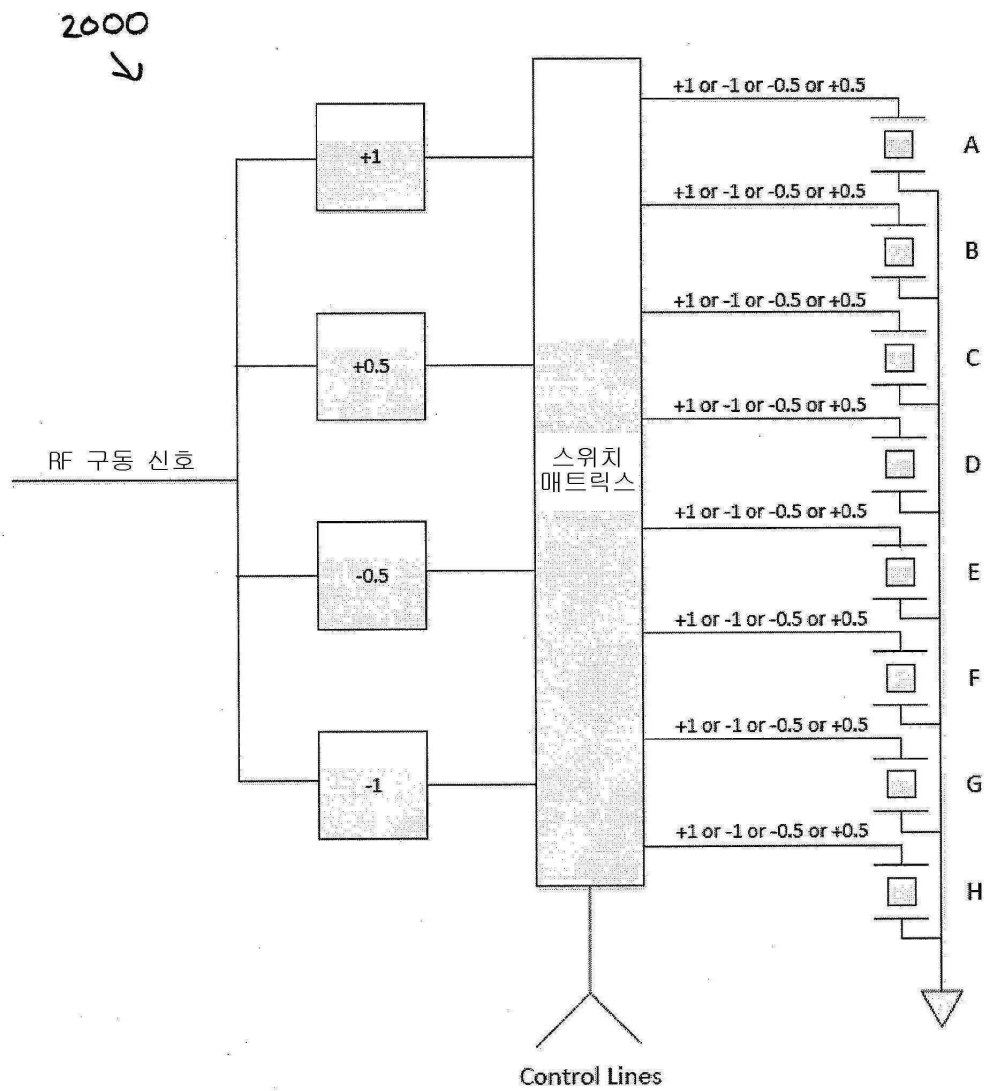 2000
+1 or -1 or -0.5 or +0.5
A
+1
+1 or -1 or -0.5 or +0.5
B
+1 or -1 or -0.5 or +0.5
C
+0.5
+1 or -1 or -0.5 or +0.5
D
RF 구동 신호
스위치
매트릭스
+1 or -1 or -0.5 or +0.5
E
-0.5
+1 or -1 or -0.5 or +0.5
F
+1 or -1 or -0.5 or +0.5
G
-1
+1 or -1 or -0.5 or +0.5
H
Control Lines